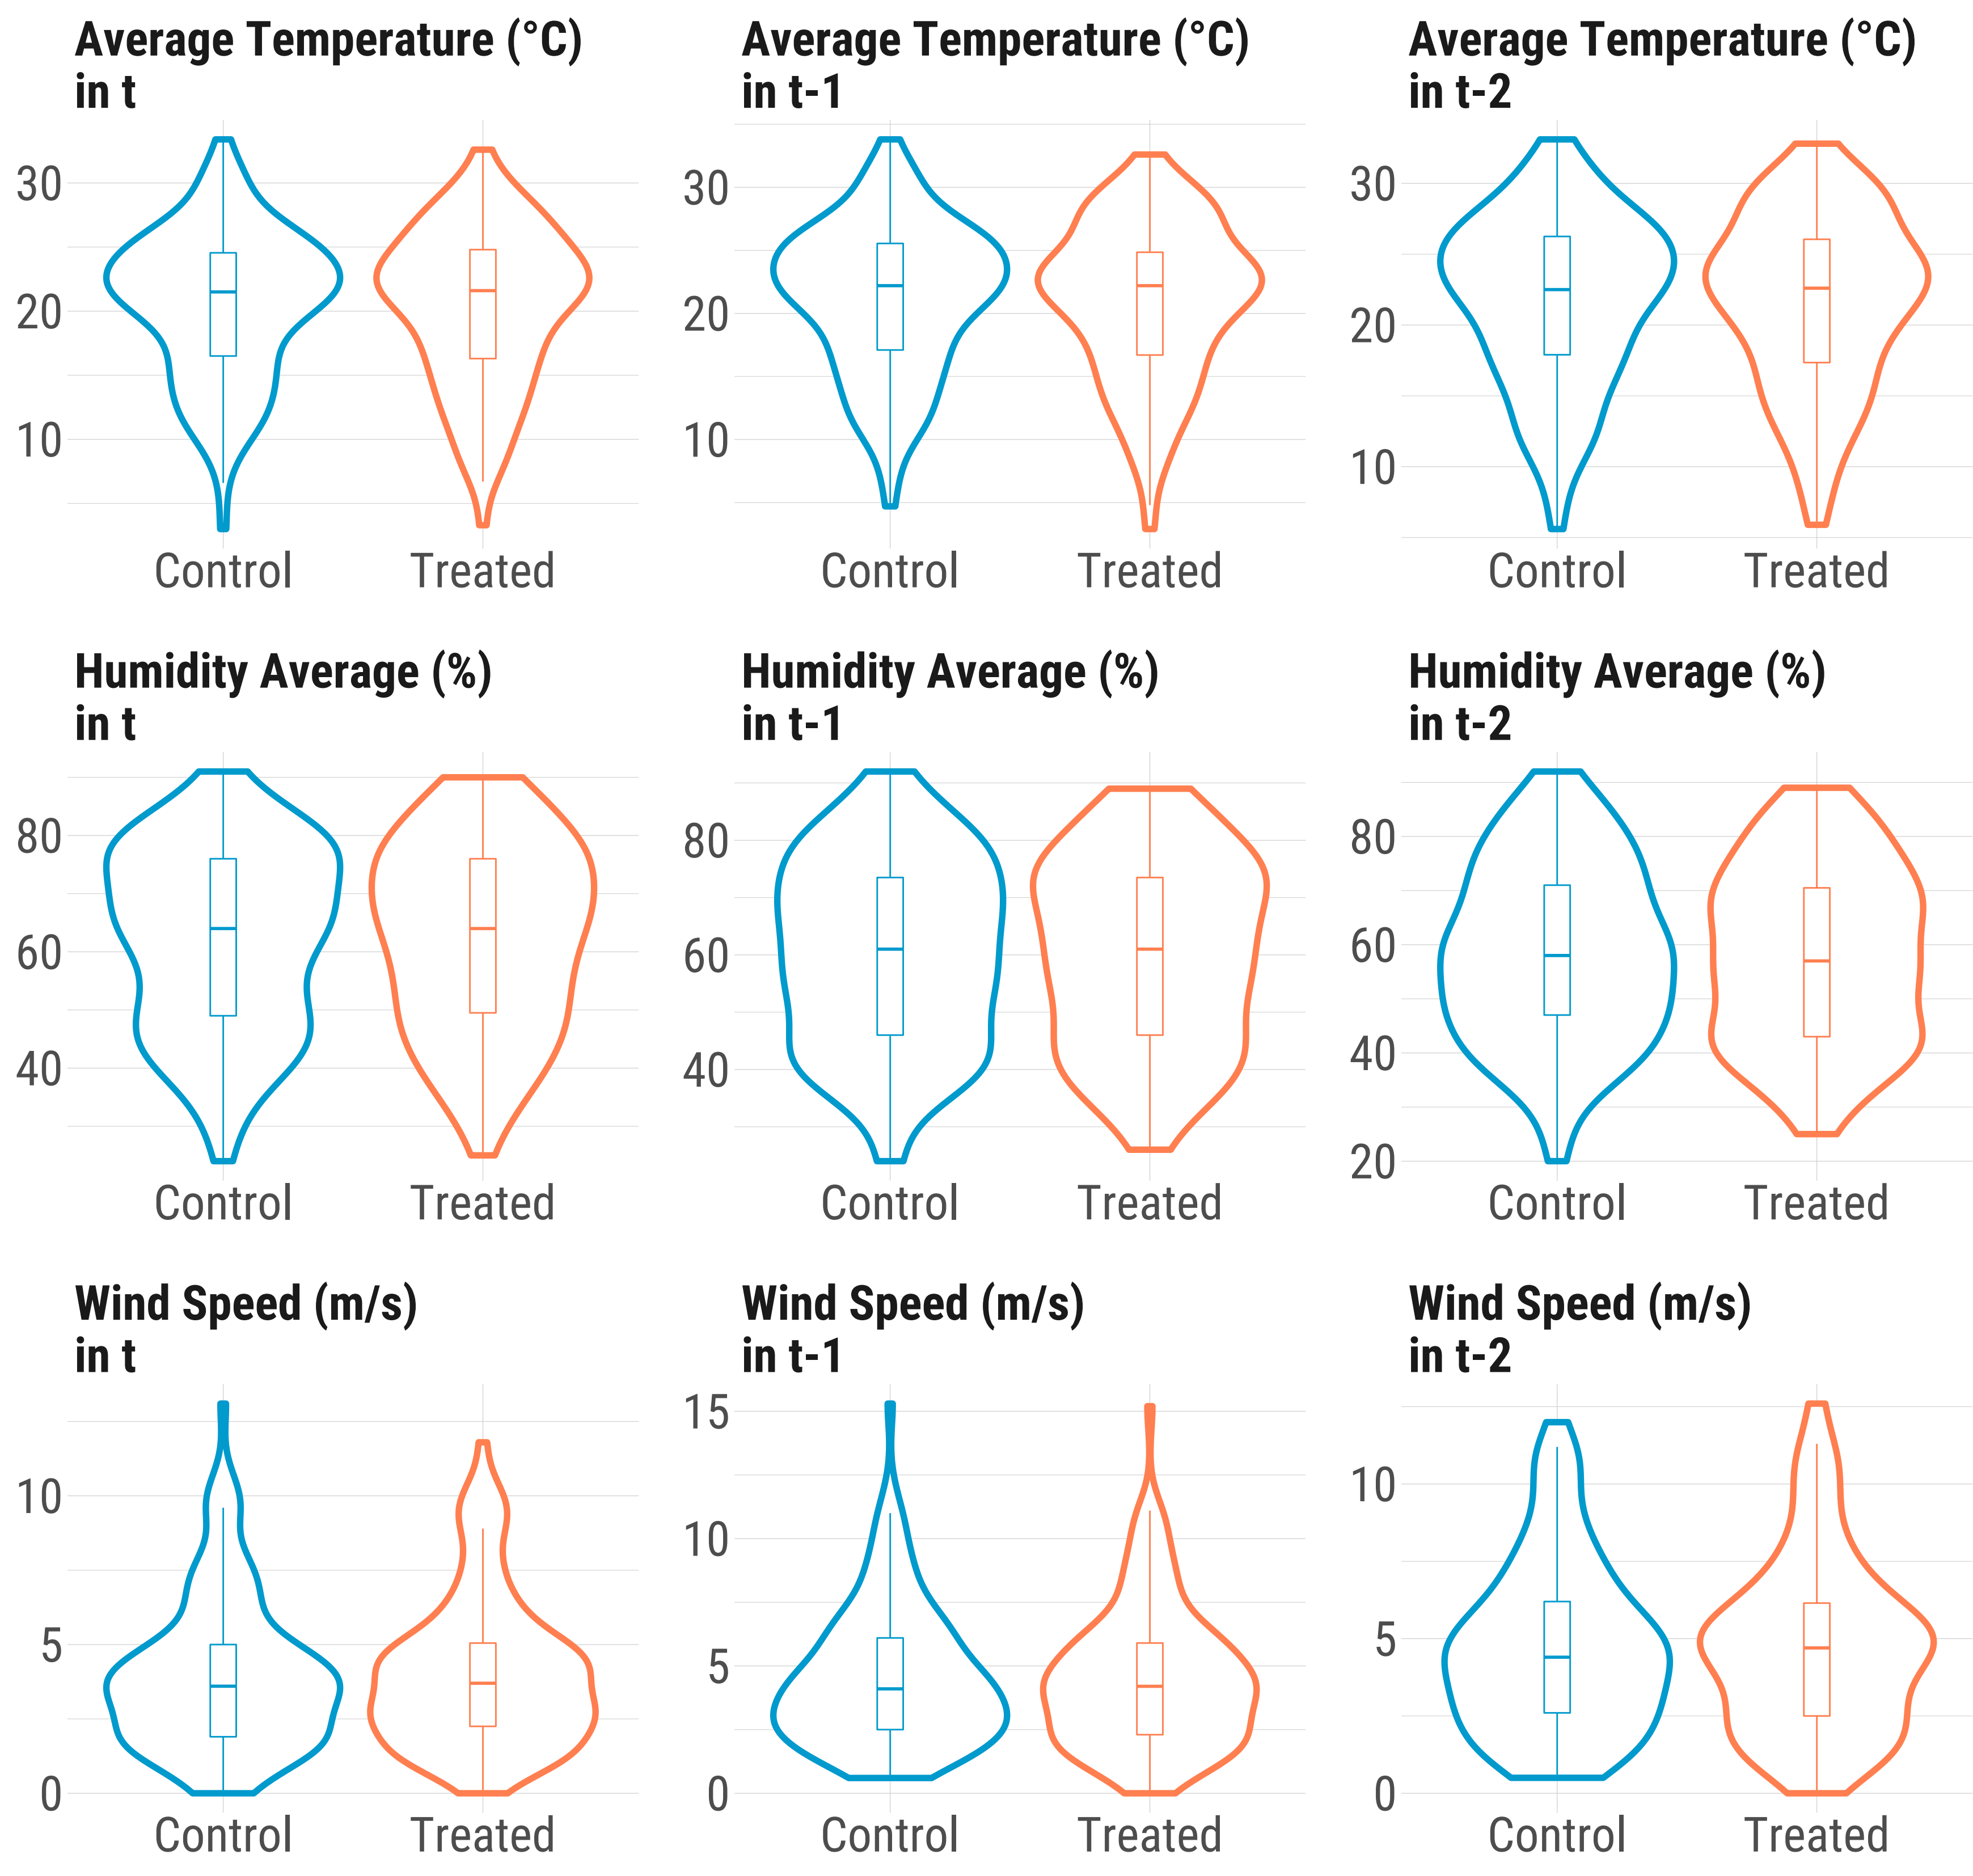 Average Temperature (°C)
in t
30
20
10
Control Treated
Average Temperature (°C)
in t-1
30
20
10
Control Treated
Average Temperature (°C)
in t-2
30
20
10
Control Treated
Humidity Average (%)
in t
80
60
40
Control Treated
Humidity Average (%)
in t-1
80
60
40
Control Treated
Humidity Average (%)
in t-2
80
60
40
20
Control Treated
Wind Speed (m/s)
in t
10
5
0
Control Treated
Wind Speed (m/s)
in t-1
15
10
5
0
Control Treated
Wind Speed (m/s)
in t-2
10
5
0
Control Treated